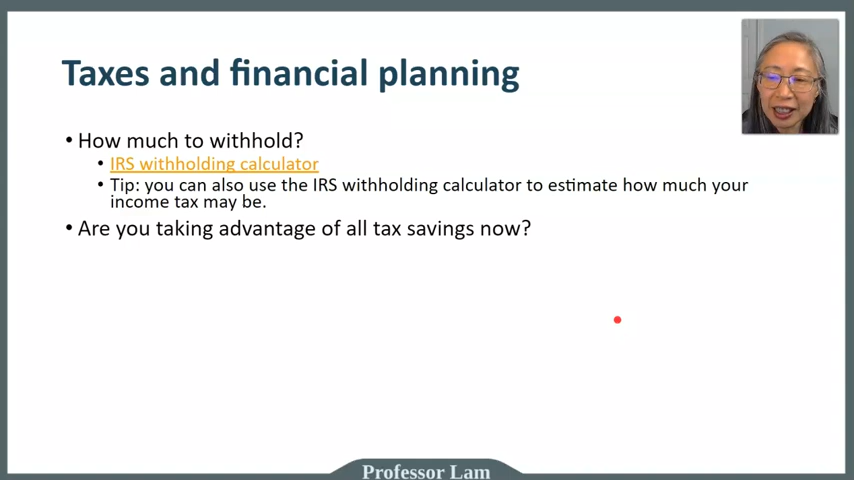 Taxes and financial planning
• How much to withhold?
• IRS withholding calculator
• Tip: you can also use the IRS withholding calculator to estimate how much your
income tax may be.
• Are you taking advantage of all tax savings now?
Professor Lam